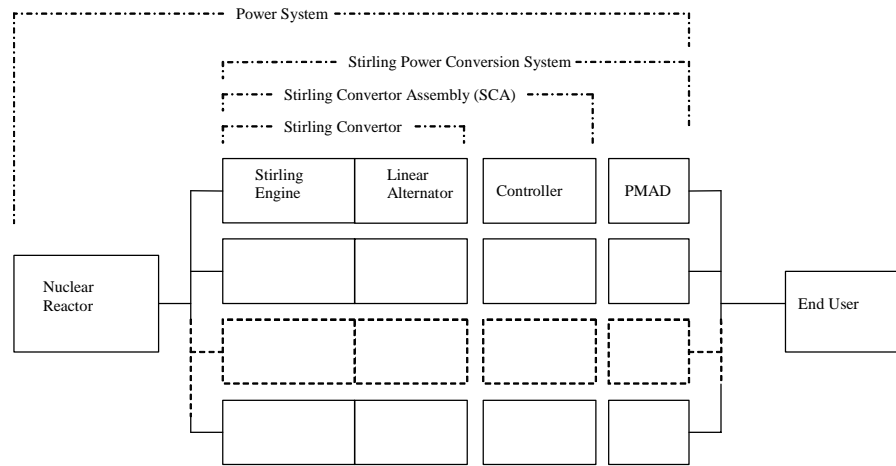 Power System
Stirling Power Conversion System
Stirling Convertor Assembly (SCA)
Stirling Convertor
Stirling
Engine
Linear
Alternator
Controller
PMAD
Nuclear
Reactor
End User